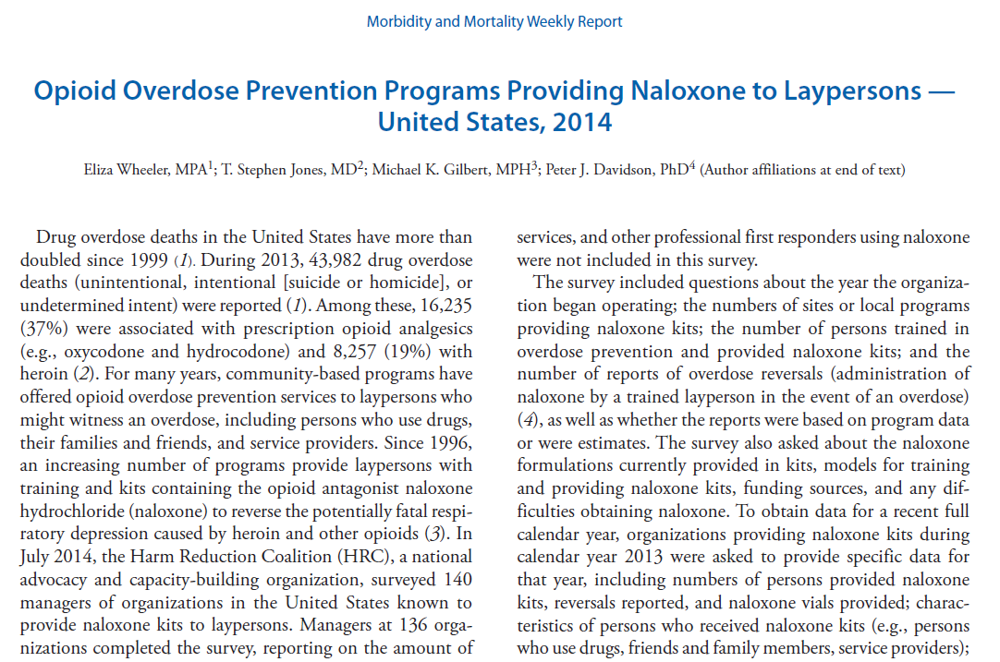 Morbidity and Mortality Weekly Report
Opioid Overdose Prevention Programs Providing Naloxone to Laypersons —
United States, 2014
Eliza Wheeler, MPA1; T. Stephen Jones, MD2; Michael K. Gilbert, MPH3; Peter J. Davidson, PhD4 (Author affiliations at end of text)
Drug overdose deaths in the United States have more than
doubled since 1999 (1). During 2013, 43,982 drug overdose
deaths (unintentional, intentional [suicide or homicide], or
undetermined intent) were reported (1). Among these, 16,235
(37%) were associated with prescription opioid analgesics
(e.g., oxycodone and hydrocodone) and 8,257 (19%) with
heroin (2). For many years, community-based programs have
offered opioid overdose prevention services to laypersons who
might witness an overdose, including persons who use drugs,
their families and friends, and service providers. Since 1996,
an increasing number of programs provide laypersons with
training and kits containing the opioid antagonist naloxone
hydrochloride (naloxone) to reverse the potentially fatal respi-
ratory depression caused by heroin and other opioids (3). In
July 2014, the Harm Reduction Coalition (HRC), a national
advocacy and capacity-building organization, surveyed 140
managers of organizations in the United States known to
provide naloxone kits to laypersons. Managers at 136 orga-
nizations completed the survey, reporting on the amount of
services, and other professional first responders using naloxone
were not included in this survey.
The survey included questions about the year the organiza-
tion began operating; the numbers of sites or local programs
providing naloxone kits; the number of persons trained in
overdose prevention and provided naloxone kits; and the
number of reports of overdose reversals (administration of
naloxone by a trained layperson in the event of an overdose)
(4), as well as whether the reports were based on program data
or were estimates. The survey also asked about the naloxone
formulations currently provided in kits, models for training
and providing naloxone kits, funding sources, and any dif-
ficulties obtaining naloxone. To obtain data for a recent full
calendar year, organizations providing naloxone kits during
calendar year 2013 were asked to provide specific data for
that year, including numbers of persons provided naloxone
kits, reversals reported, and naloxone vials provided; charac-
teristics of persons who received naloxone kits (e.g., persons
who use drugs, friends and family members, service providers);